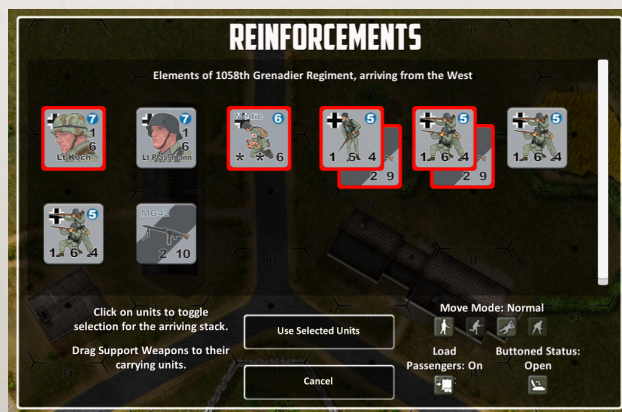 REINFORCEMENTS
Elements of 1058th Grenadier Regiment, arriving from the West
7
1
6
Lt Koch
7
1
6
Medic
6
* * 6
5
1 6 4
2 9
5
1 6 4
2 9
5
1 6 4
5
1 6 4
MG42
2 10
Click on units to toggle
selection for the arriving stack.
Drag Support Weapons to their
carrying units.
Use Selected Units
Cancel
Move Mode: Normal
Load
Passengers: On
Buttoned Status:
Open